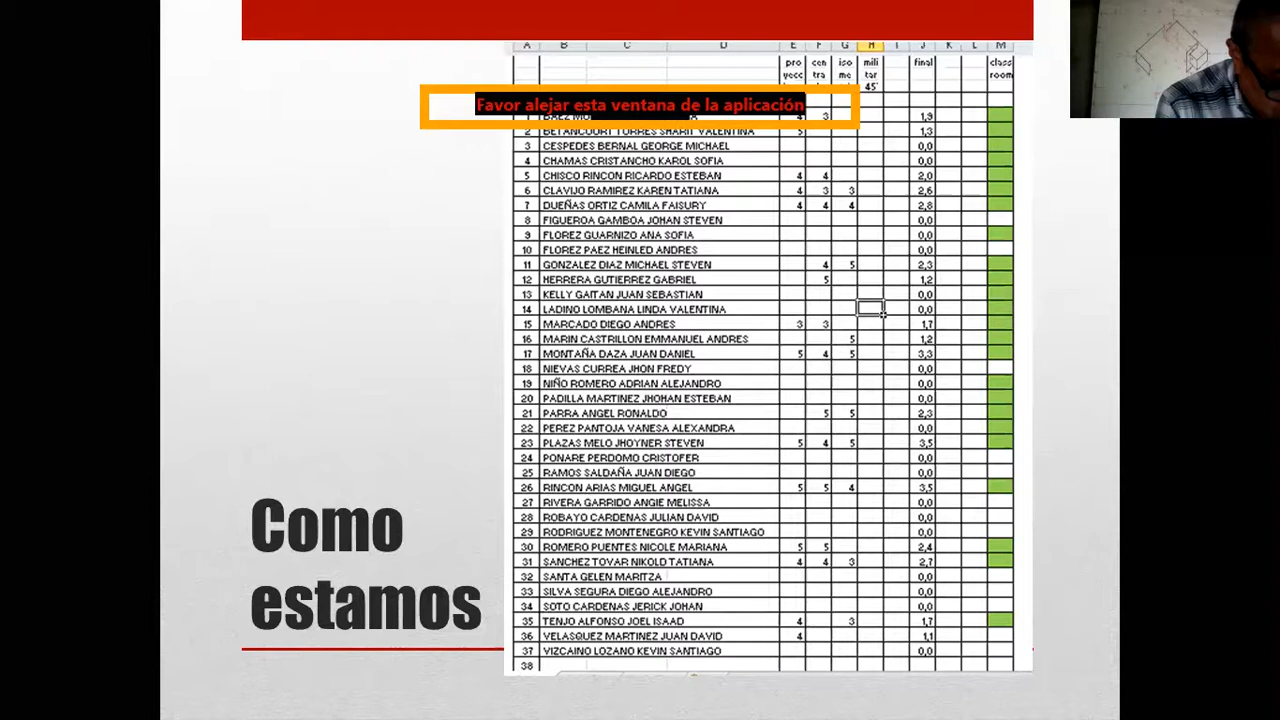 A B C D E F G H I J K L M
pro cen iso mili final class
yecc tra me tar room
45°
Favor alejar esta ventana de la aplicación
1 BAEZ A 4 3 1,9
2 BETANCOURT TORRES SHARIT VALENTINA 5 1,3
3 CESPEDES BERNAL GEORGE MICHAEL 0,0
4 CHAMAS CRISTANCHO KAROL SOFIA 0,0
5 CHISCO RINCON RICARDO ESTEBAN 4 4 2,0
6 CLAVIJO RAMIREZ KAREN TATIANA 4 3 3 2,6
7 DUEÑAS ORTIZ CAMILA FAISURY 4 4 4 2,8
8 FIGUEROA GAMBOA JOHAN STEVEN 0,0
9 FLOREZ GUARNIZO ANA SOFIA 0,0
10 FLOREZ PAEZ HEINLED ANDRES 0,0
11 GONZALEZ DIAZ MICHAEL STEVEN 4 5 2,3
12 HERRERA GUTIERREZ GABRIEL 5 1,2
13 KELLY GAITAN JUAN SEBASTIAN 0,0
14 LADINO LOMBANA LINDA VALENTINA 0,0
15 MARCADO DIEGO ANDRES 3 3 1,7
16 MARIN CASTRILLON EMMANUEL ANDRES 5 1,2
17 MONTAÑA DAZA JUAN DANIEL 5 4 5 3,3
18 NIEVAS CURREA JHON FREDY 0,0
19 NIÑO ROMERO ADRIAN ALEJANDRO 0,0
20 PADILLA MARTINEZ JHOHAN ESTEBAN 0,0
21 PARRA ANGEL RONALDO 5 5 2,3
22 PEREZ PANTOJA VANESA ALEXANDRA 0,0
23 PLAZAS MELO JHOYNER STEVEN 5 4 5 3,5
24 PONARE PERDOMO CRISTOFER 0,0
25 RAMOS SALDAÑA JUAN DIEGO 0,0
26 RINCON ARIAS MIGUEL ANGEL 5 5 4 3,5
27 RIVERA GARRIDO ANGIE MELISSA 0,0
28 ROBAYO CARDENAS JULIAN DAVID 0,0
29 RODRIGUEZ MONTENEGRO KEVIN SANTIAGO 0,0
30 ROMERO PUENTES NICOLE MARIANA 5 5 2,4
31 SANCHEZ TOVAR NIKOLD TATIANA 4 4 3 2,7
32 SANTA GELEN MARITZA 0,0
33 SILVA SEGURA DIEGO ALEJANDRO 0,0
34 SOTO CARDENAS JERICK JOHAN 0,0
35 TENJO ALFONSO JOEL ISAAD 4 3 1,7
36 VELASQUEZ MARTINEZ JUAN DAVID 4 1,1
37 VIZCAINO LOZANO KEVIN SANTIAGO 0,0
38
Como
estamos